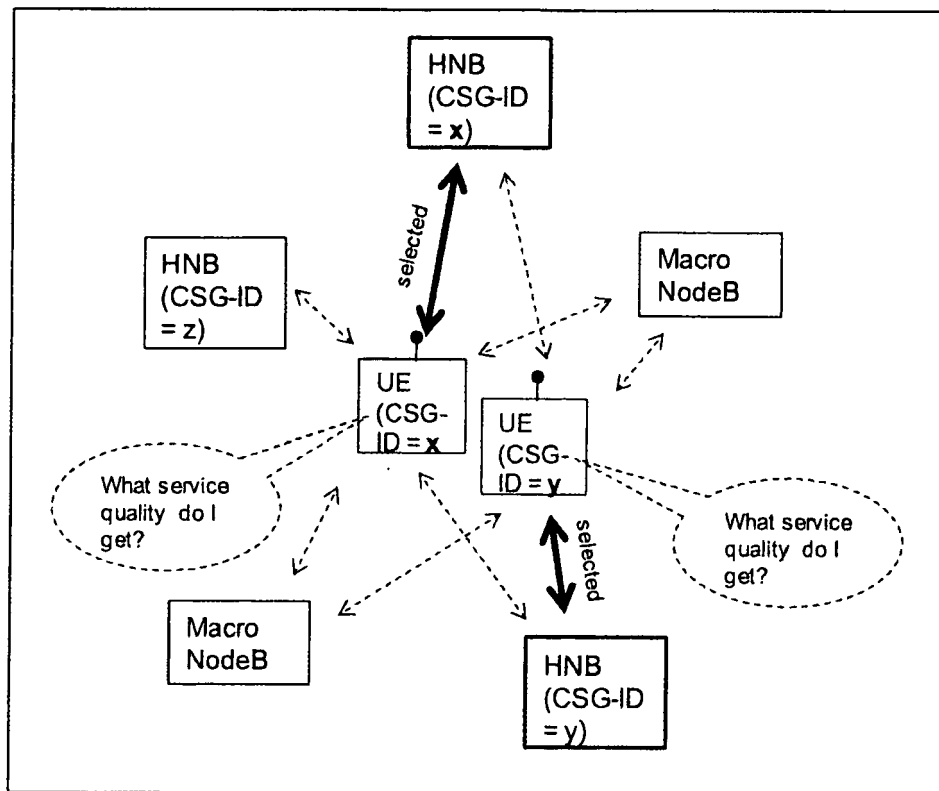 HNB
(CSG-ID
= x)
selected
HNB
(CSG-ID
= z)
Macro
NodeB
UE
(CSG-
ID = x
UE
(CSG
ID = y
What service
quality do I
get?
What service
quality do I
get?
selected
Macro
NodeB
HNB
(CSG-ID
= y)